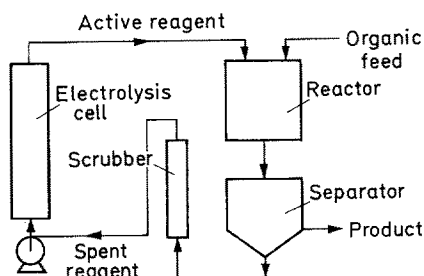 Active reagent
Organic
feed
Electrolysis
cell
Reactor
Scrubber
Separator
Product
Spent
reagent